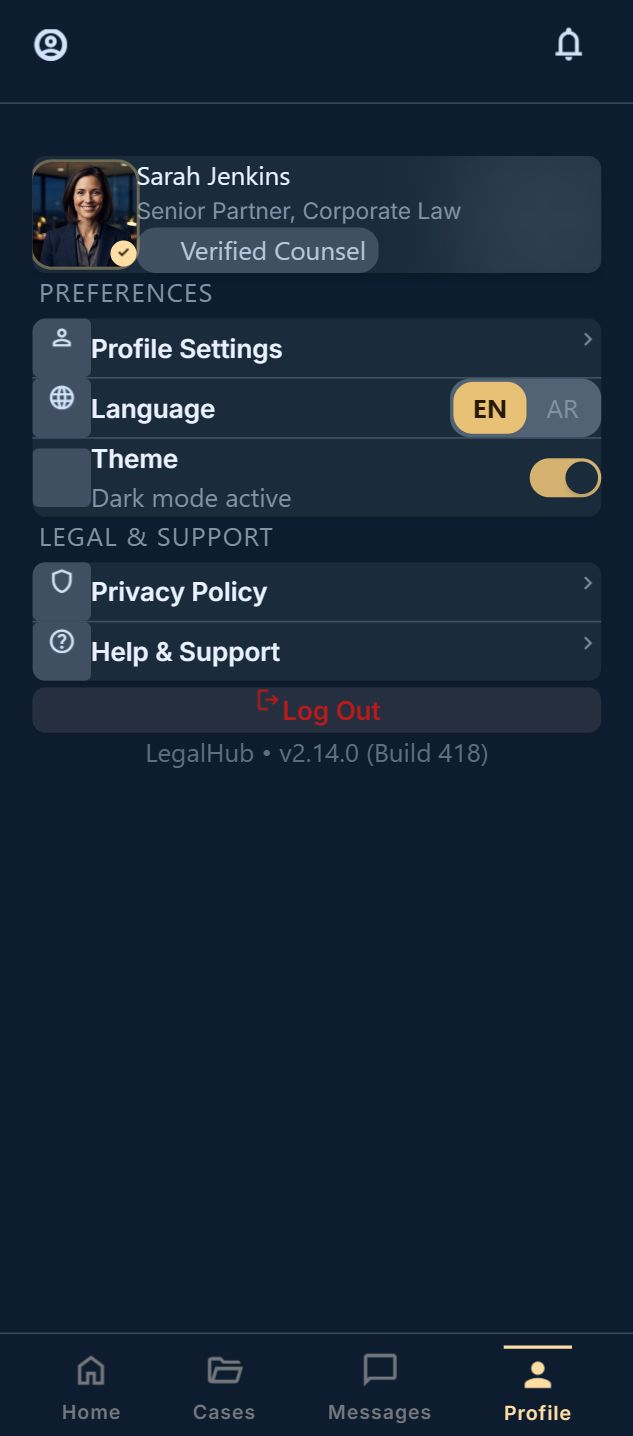 Sarah Jenkins
Senior Partner, Corporate Law
Verified Counsel
PREFERENCES
Profile Settings
Language
EN AR
Theme
Dark mode active
LEGAL & SUPPORT
Privacy Policy
Help & Support
Log Out
LegalHub • v2.14.0 (Build 418)
Home Cases Messages Profile